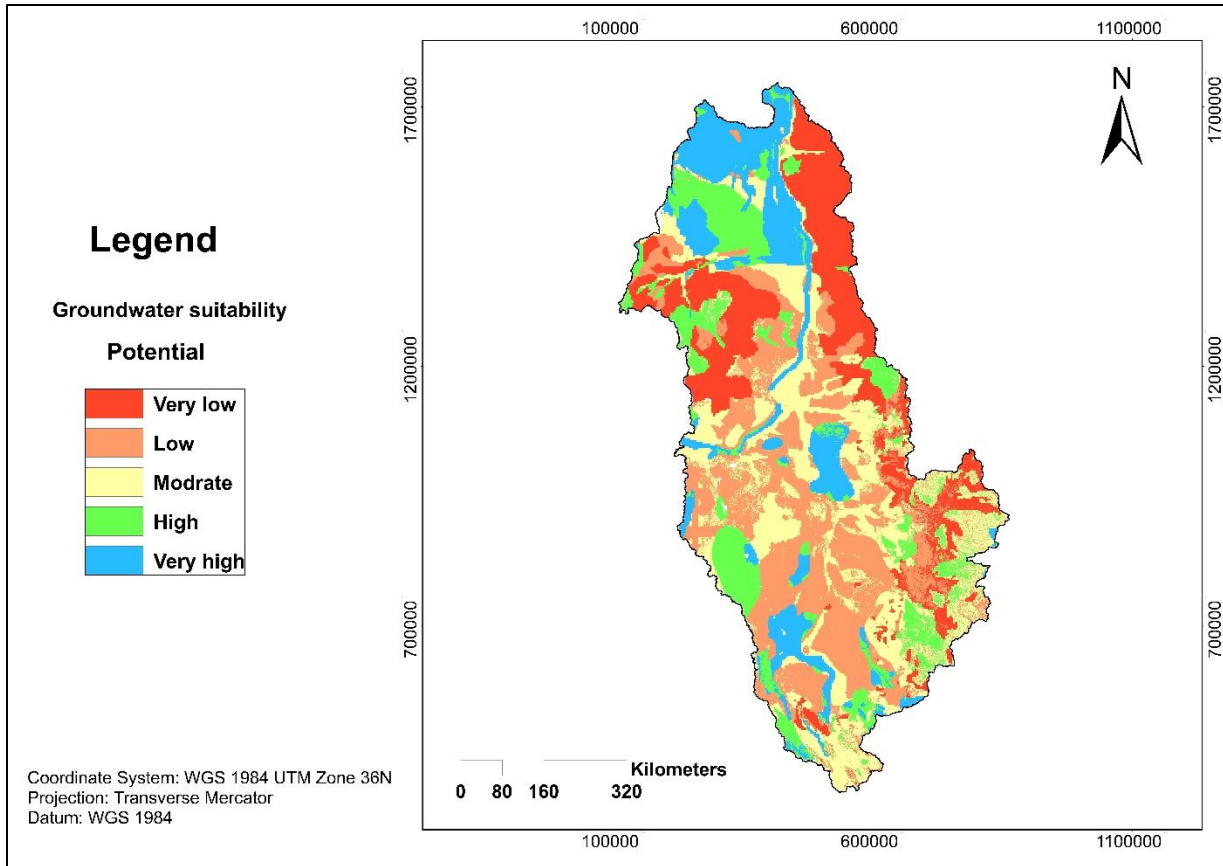 100000 600000 1100000
N
1700000 1700000
Legend
Groundwater suitability
Potential
1200000 1200000
Very low
Low
Modrate
High
Very high
700000 700000
Kilometers
0 80 160 320
Coordinate System: WGS 1984 UTM Zone 36N
Projection: Transverse Mercator
Datum: WGS 1984
100000 600000 1100000